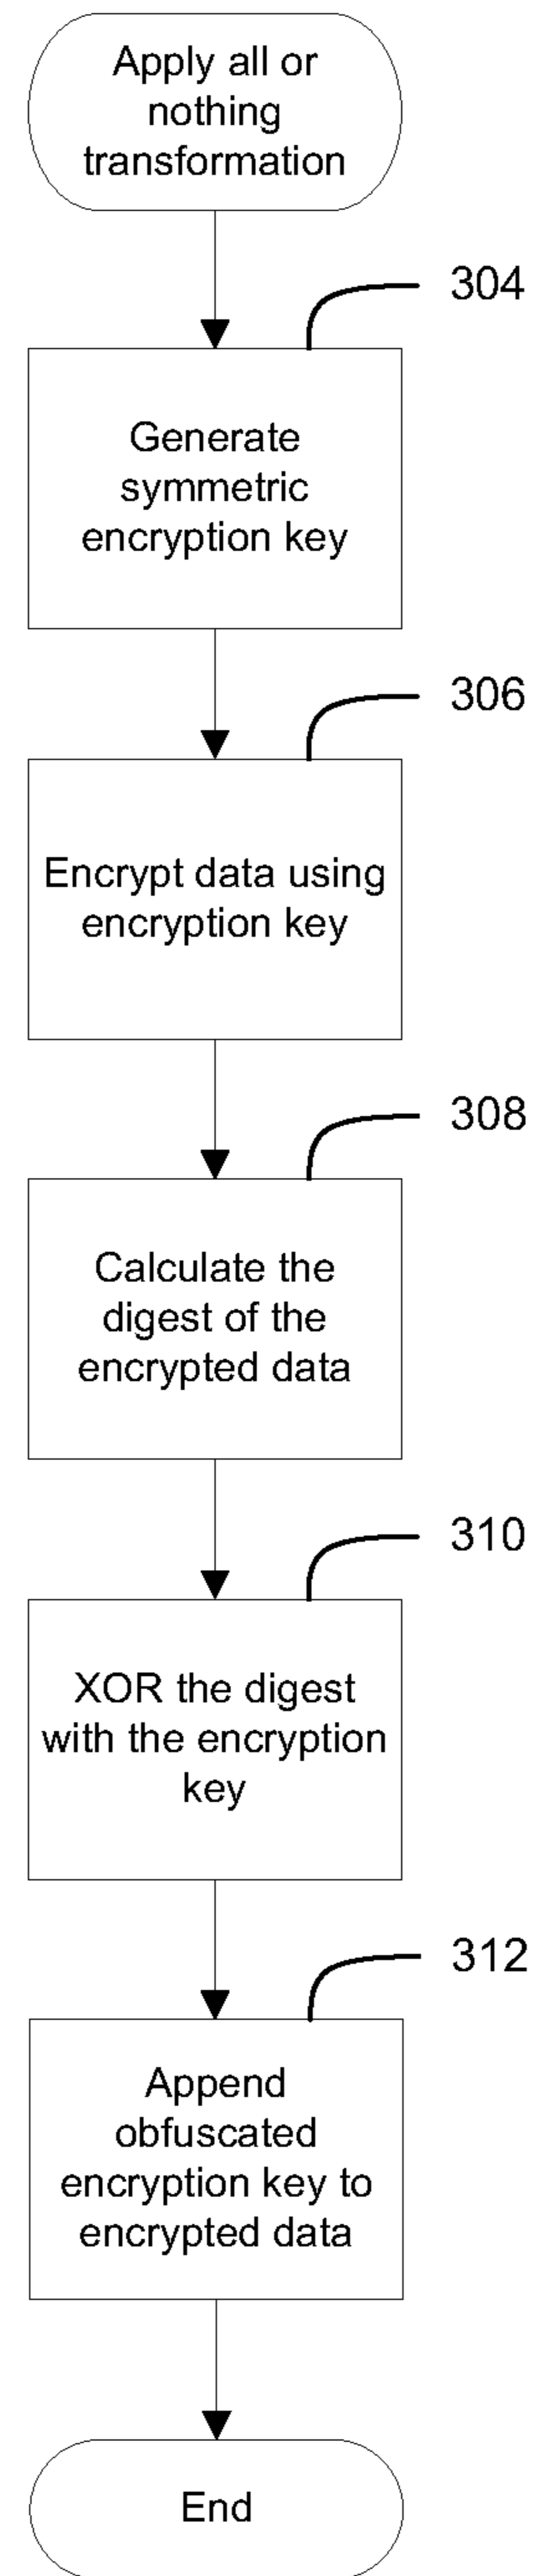 Apply all or
nothing
transformation
304
Generate
symmetric
encryption key
306
Encrypt data using
encryption key
308
Calculate the
digest of the
encrypted data
310
XOR the digest
with the encryption
key
312
Append
obfuscated
encryption key to
encrypted data
End